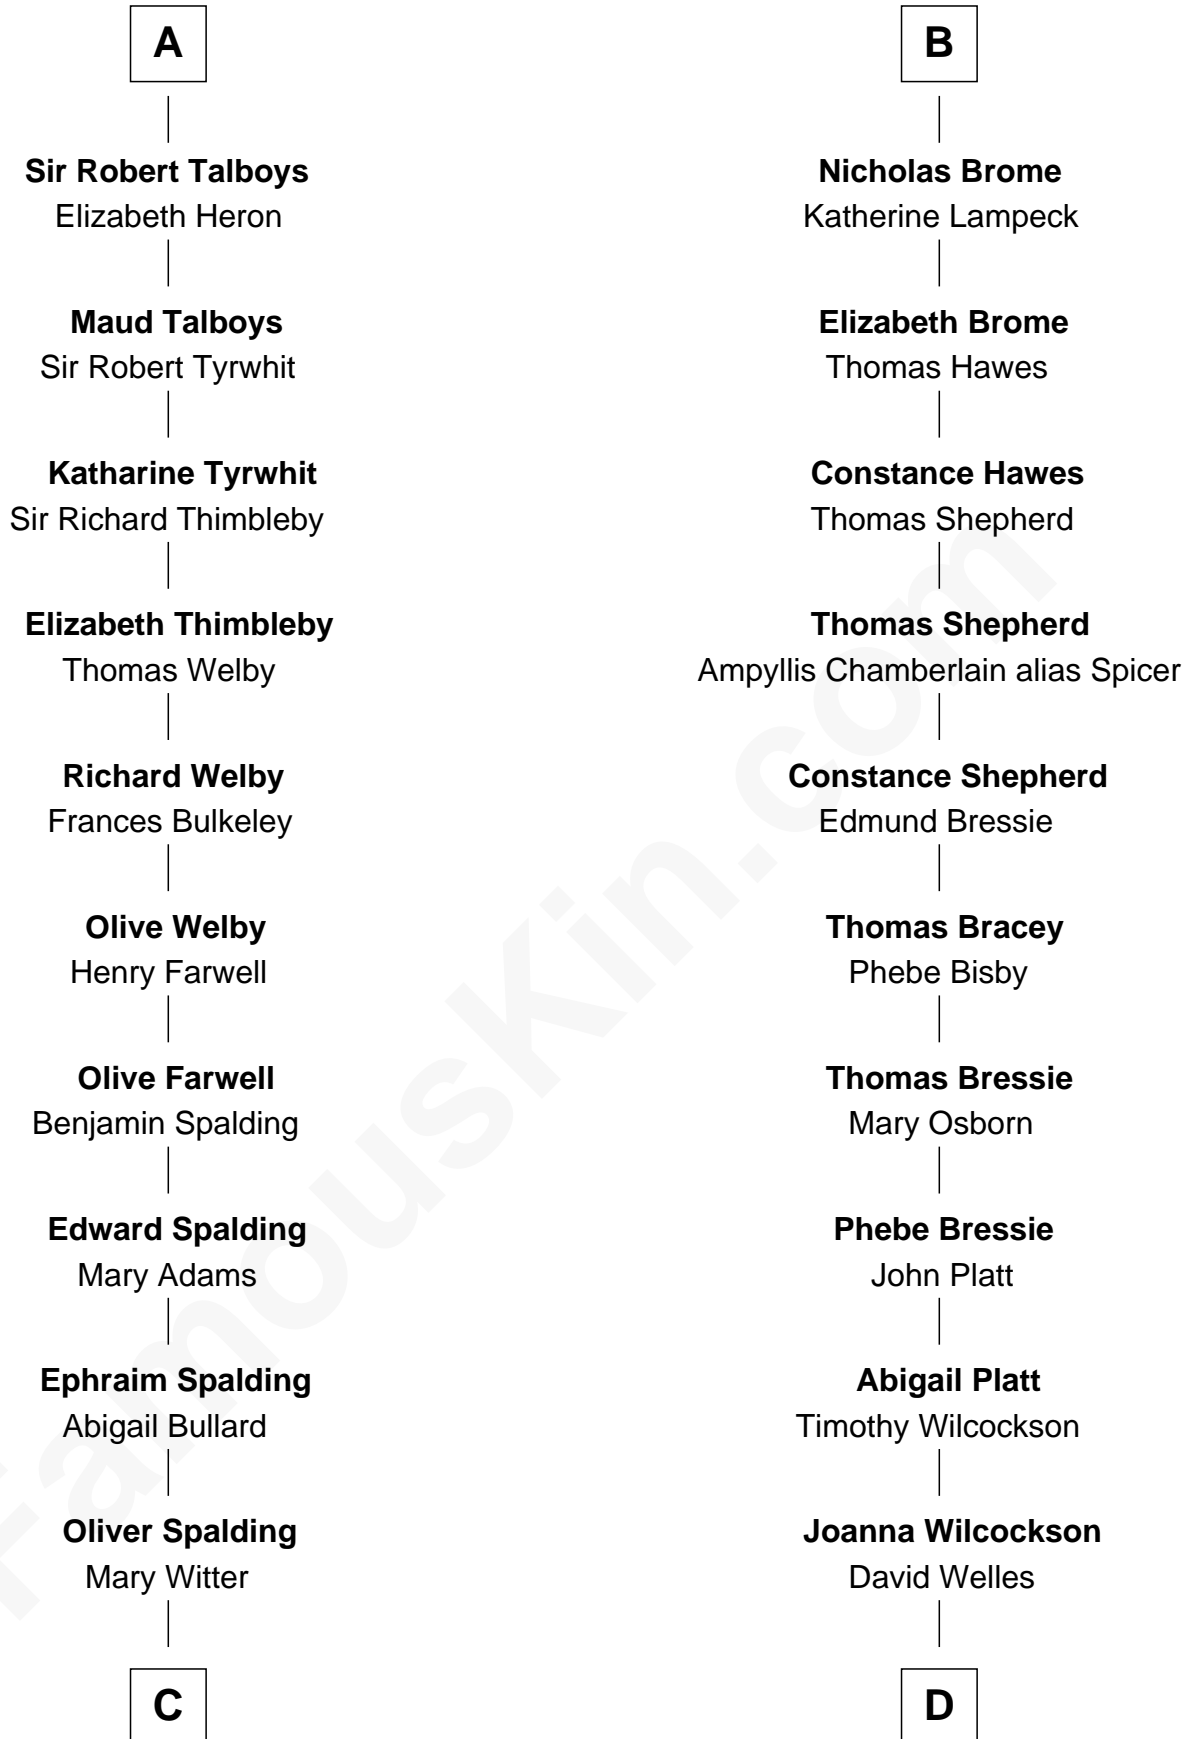 A
Sir Robert Talboys
Elizabeth Heron
Maud Talboys
Sir Robert Tyrwhit
Katharine Tyrwhit
Sir Richard Thimbleby
Elizabeth Thimbleby
Thomas Welby
Richard Welby
Frances Bulkeley
Olive Welby
Henry Farwell
Olive Farwell
Benjamin Spalding
Edward Spalding
Mary Adams
Ephraim Spalding
Abigail Bullard
Oliver Spalding
Mary Witter
C
B
Nicholas Brome
Katherine Lampeck
Elizabeth Brome
Thomas Hawes
Constance Hawes
Thomas Shepherd
Thomas Shepherd
Ampyllis Chamberlain alias Spicer
Constance Shepherd
Edmund Bressie
Thomas Bracey
Phebe Bisby
Thomas Bressie
Mary Osborn
Phebe Bressie
John Platt
Abigail Platt
Timothy Wilcockson
Joanna Wilcockson
David Welles
D
FamousKin.com